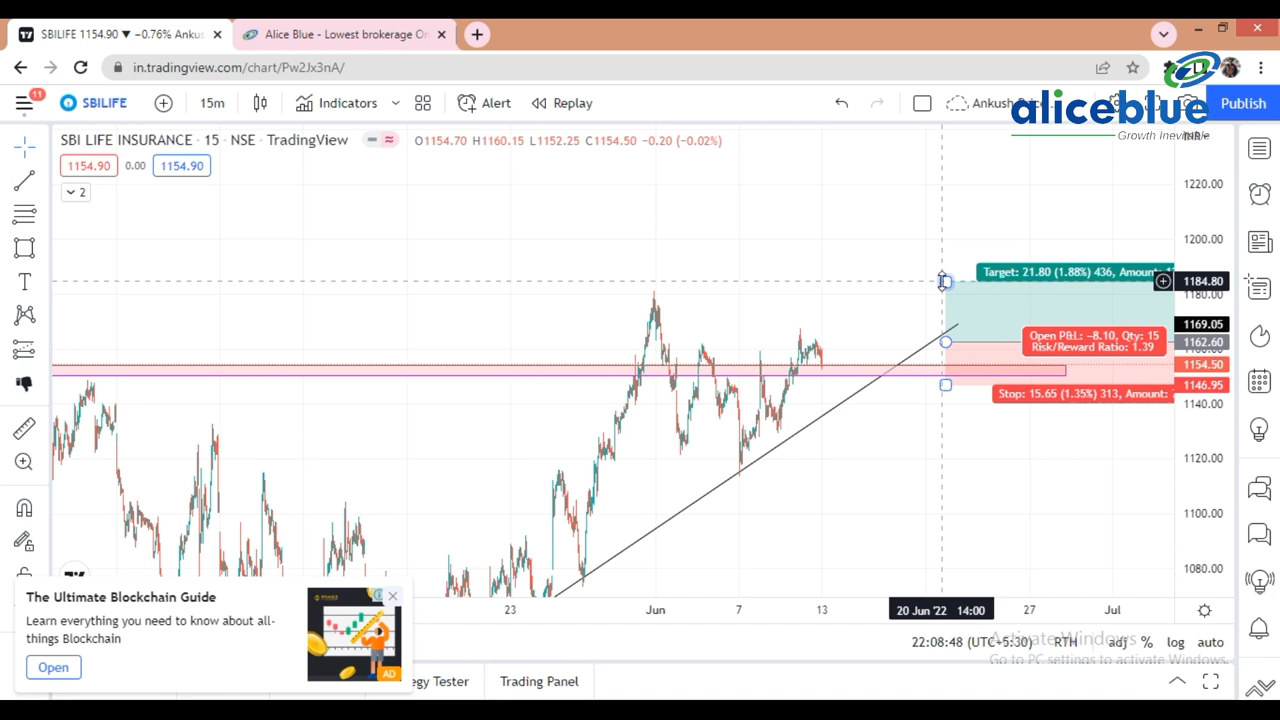 SBILIFE 1154.90 ▼ −0.76% Ankus
Alice Blue - Lowest brokerage On
in.tradingview.com/chart/Pw2Jx3nA/
11
SBILIFE
15m
Indicators
Alert
Replay
Ankush
Publish
aliceblue
Growth Inevitable
SBI LIFE INSURANCE · 15 · NSE · TradingView
O1154.70 H1160.15 L1152.25 C1154.50 −0.20 (−0.02%)
1154.90
0.00
1154.90
2
1220.00
1200.00
Target: 21.80 (1.88%) 436, Amount:
1184.80
1180.00
1169.05
Open P&L: −8.10, Qty: 15
Risk/Reward Ratio: 1.39
1162.60
1154.50
1146.95
Stop: 15.65 (1.35%) 313, Amount:
1140.00
1120.00
1100.00
1080.00
23
Jun
7
13
20 Jun '22 14:00
27
Jul
The Ultimate Blockchain Guide
Learn everything you need to know about all-
things Blockchain
Open
AD
22:08:48 (UTC+5:30)
RTH
adj
%
log
auto
Activate Windows
Go to PC settings to activate Windows.
egy Tester
Trading Panel